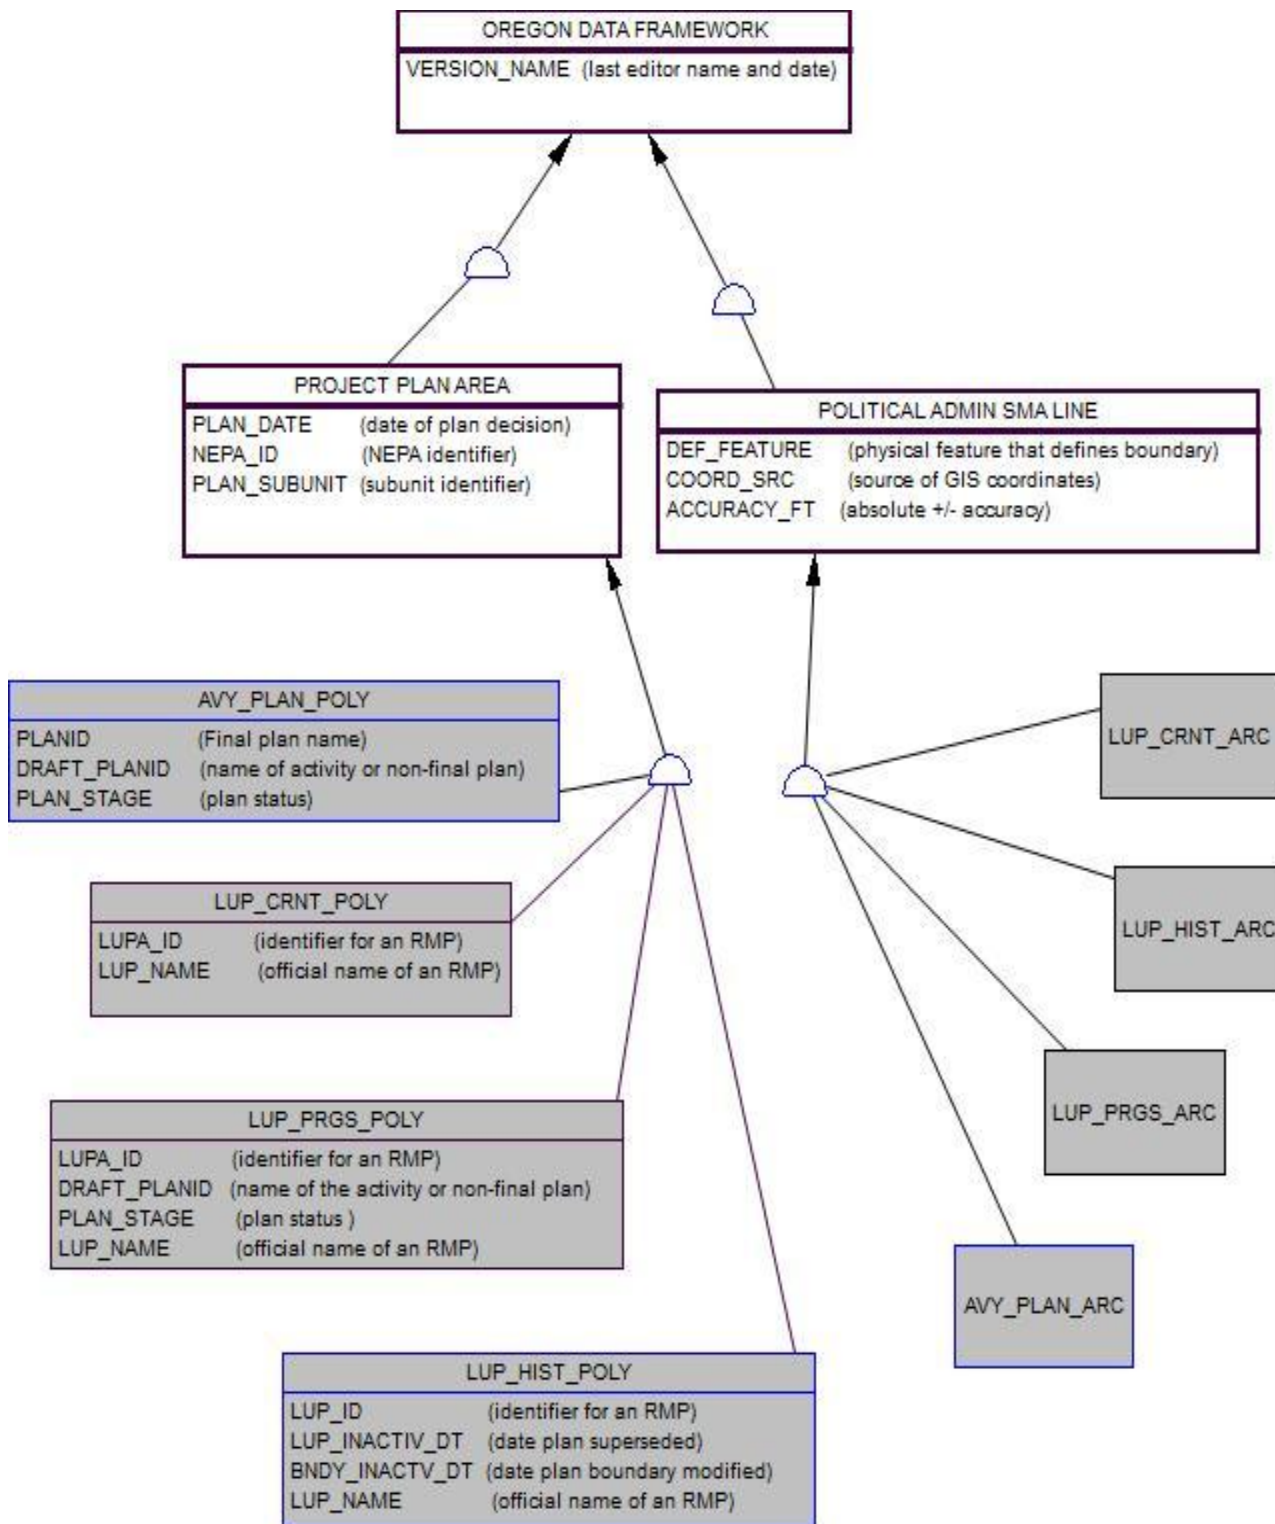 OREGON DATA FRAMEWORK
VERSION_NAME (last editor name and date)
PROJECT PLAN AREA
PLAN_DATE (date of plan decision)
NEPA_ID (NEPA identifier)
PLAN_SUBUNIT (subunit identifier)
POLITICAL ADMIN SMA LINE
DEF_FEATURE (physical feature that defines boundary)
COORD_SRC (source of GIS coordinates)
ACCURACY_FT (absolute +/- accuracy)
AVY_PLAN_POLY
PLANID (Final plan name)
DRAFT_PLANID (name of activity or non-final plan)
PLAN_STAGE (plan status)
LUP_CRNT_POLY
LUPA_ID (identifier for an RMP)
LUP_NAME (official name of an RMP)
LUP_PRGS_POLY
LUPA_ID (identifier for an RMP)
DRAFT_PLANID (name of the activity or non-final plan)
PLAN_STAGE (plan status )
LUP_NAME (official name of an RMP)
LUP_HIST_POLY
LUP_ID (identifier for an RMP)
LUP_INACTIV_DT (date plan superseded)
BNDY_INACTV_DT (date plan boundary modified)
LUP_NAME (official name of an RMP)
LUP_CRNT_ARC
LUP_HIST_ARC
LUP_PRGS_ARC
AVY_PLAN_ARC